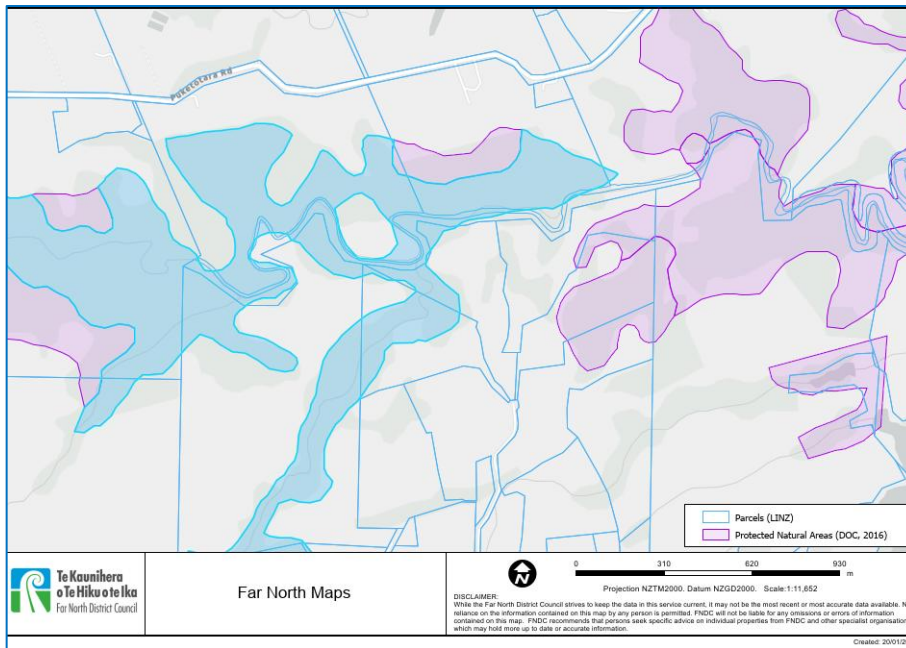 Puketotara Rd
Parcels (LINZ)
Protected Natural Areas (DOC, 2016)
Te Kaunihera
o Te Hiku o te Ika
Far North District Council
Far North Maps
0 310 620 930
m
Projection NZTM2000. Datum NZGD2000. Scale:1:11,652
DISCLAIMER:
While the Far North District Council strives to keep the data in this service current, it may not be the most recent or most accurate data available. N
reliance on the information contained on this map by any person is permitted. FNDC will not be liable for any omissions or errors of information
contained on this map. FNDC recommends that persons seek specific advice on individual properties from FNDC and other specialist organisation
which may hold more up to date or accurate information.
Created: 20/01/20